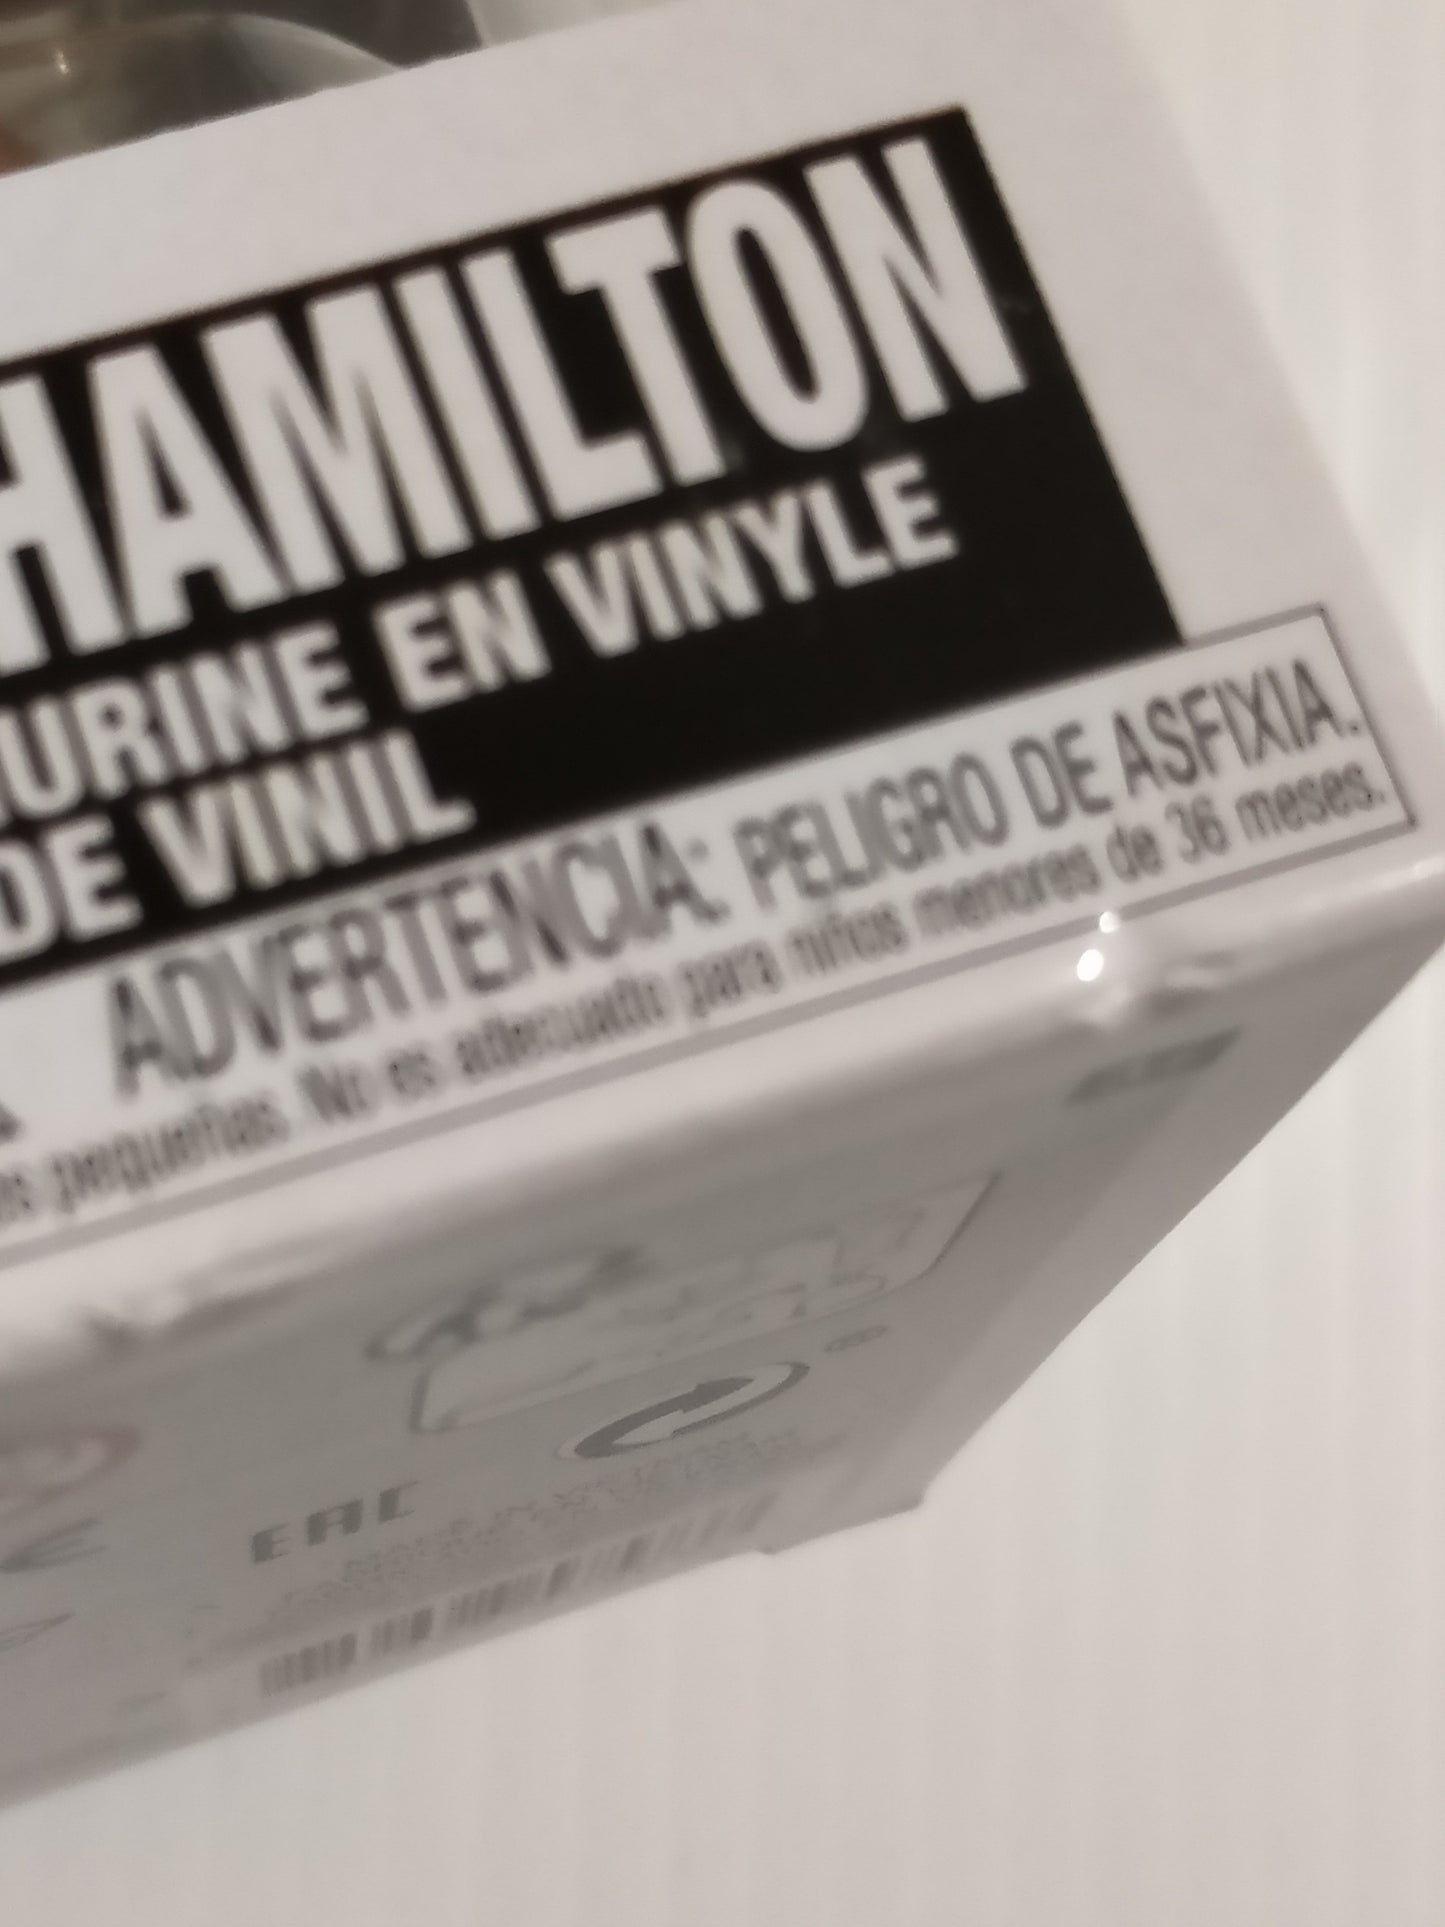 HAMILTON
URINE EN VINYLE
DE VINIL
ADVERTENCIA: PELIGRO DE ASFIXIA.
pequeñas. No es adecuado para niños menores de 36 meses.
EAC